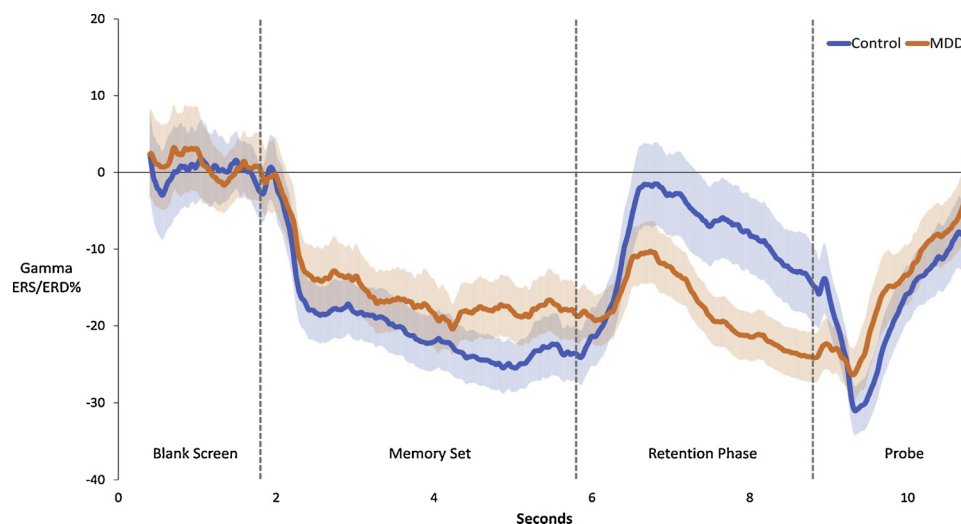 20
Control MDD
10
0
-10
Gamma
ERS/ERD%
-20
-30
Blank Screen Memory Set Retention Phase Probe
-40
0 2 4 6 8 10
Seconds